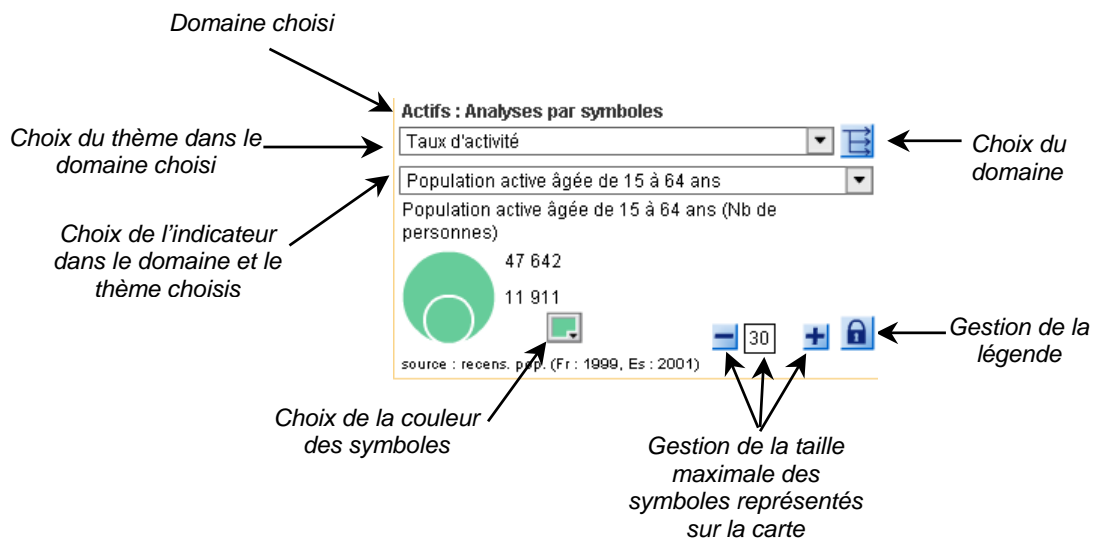 Domaine choisi
Actifs : Analyses par symboles
Choix du thème dans le
domaine choisi
Taux d'activité
Choix du
domaine
Population active âgée de 15 à 64 ans
Population active âgée de 15 à 64 ans (Nb de
personnes)
Choix de l'indicateur
dans le domaine et le
thème choisis
47 642
11 911
30
Gestion de la
légende
source : recens. pop. (Fr : 1999, Es : 2001)
Choix de la couleur
des symboles
Gestion de la taille
maximale des
symboles représentés
sur la carte